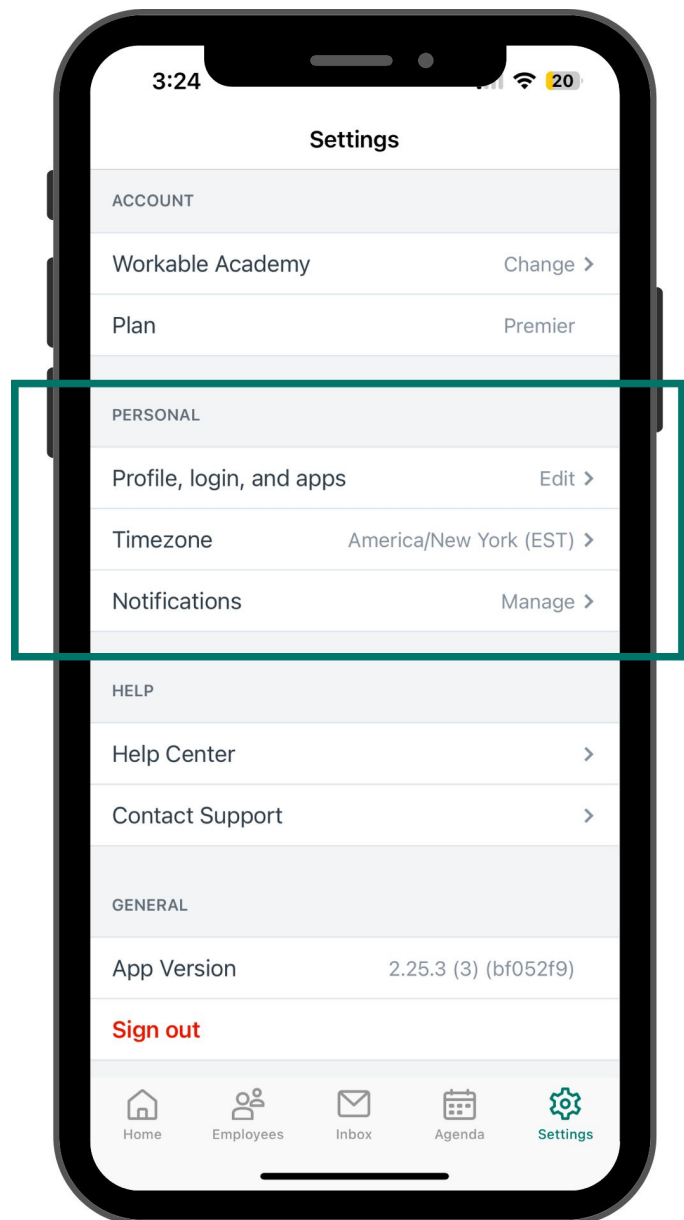 3:24 20
Settings
ACCOUNT
Workable Academy Change >
Plan Premier
PERSONAL
Profile, login, and apps Edit >
Timezone America/New York (EST) >
Notifications Manage >
HELP
Help Center >
Contact Support >
GENERAL
App Version 2.25.3 (3) (bf052f9)
Sign out
Home Employees Inbox Agenda Settings